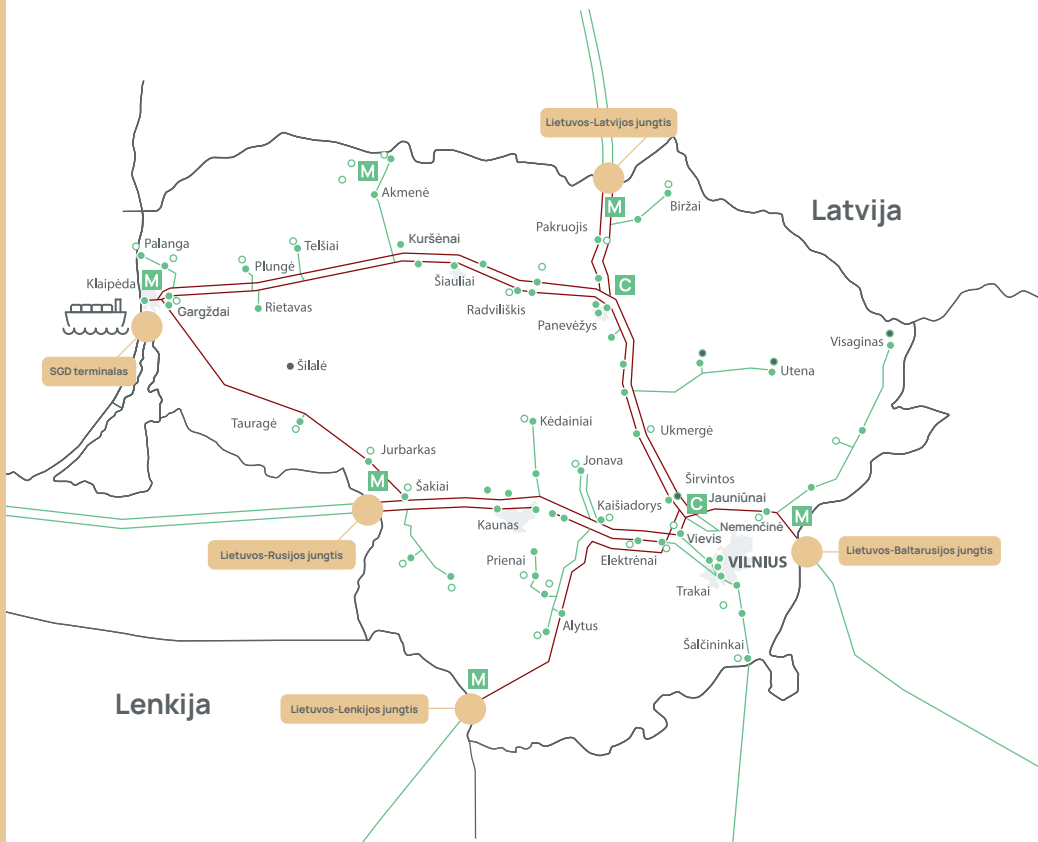 Lietuvos-Latvijos jungtis
M
Akmenė
M
Biržai
Latvija
Pakruojis
Palanga
Telšiai
Kuršėnai
Plungė
Klaipėda
M
Šiauliai
C
Gargždai
Rietavas
Radviliškis
Panevėžys
Visaginas
SGD terminalas
Šilalė
Utena
Tauragė
Kėdainiai
Ukmergė
Jurbarkas
Jonava
M
Šakiai
Širvintos
C
Jauniūnai
Kaišiadorys
M
Kaunas
Nemenčinė
Vievis
Lietuvos-Rusijos jungtis
Lietuvos-Baltarusijos jungtis
Prienai
Elektrėnai
VILNIUS
Trakai
Alytus
Šalčininkai
M
Lenkija
Lietuvos-Lenkijos jungtis